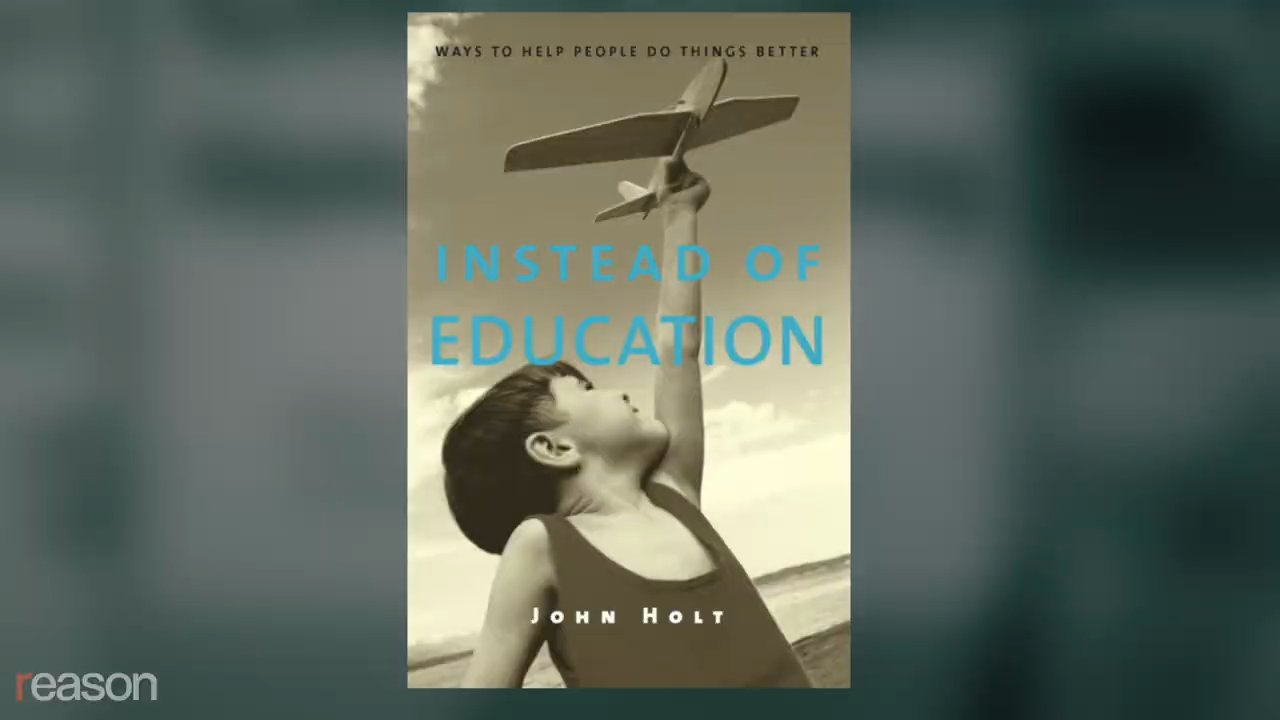 WAYS TO HELP PEOPLE DO THINGS BETTER
INSTEAD OF
EDUCATION
JOHN HOLT
reason